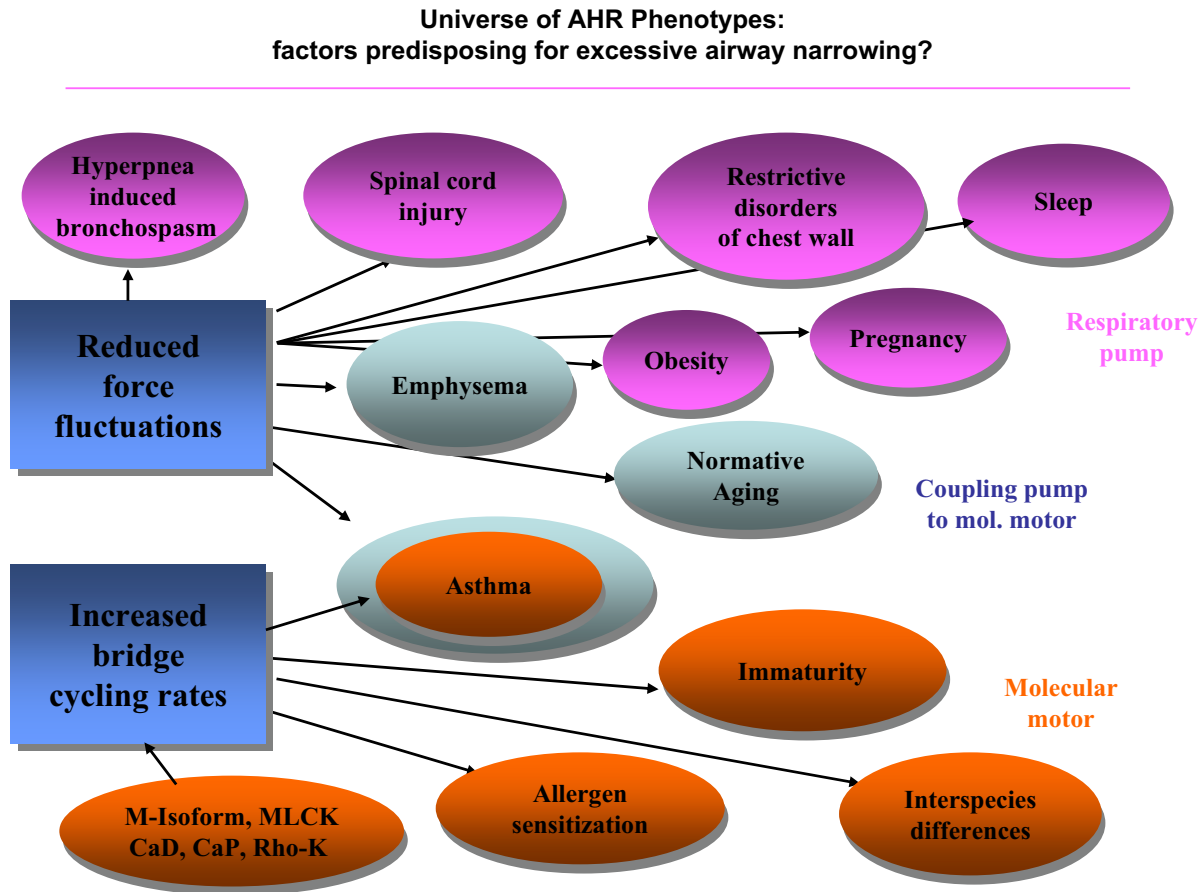 Universe of AHR Phenotypes:
factors predisposing for excessive airway narrowing?
Hyperpnea
induced
bronchospasm
Spinal cord
injury
Restrictive
disorders
of chest wall
Sleep
Reduced
force
fluctuations
Emphysema
Obesity
Pregnancy
Respiratory
pump
Normative
Aging
Coupling pump
to mol. motor
Asthma
Increased
bridge
cycling rates
Immaturity
Molecular
motor
M-Isoform, MLCK
CaD, CaP, Rho-K
Allergen
sensitization
Interspecies
differences